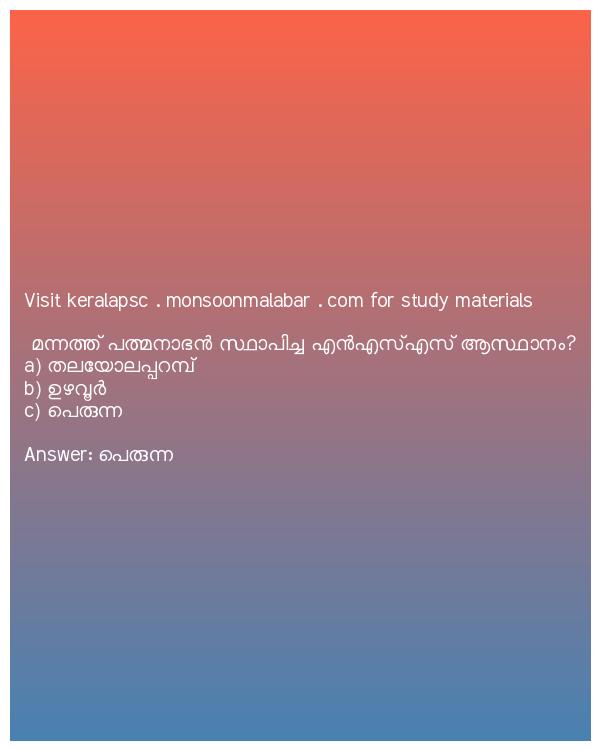 Visit keralapsc . monsoonmalabar . com for study materials
മന്നത്ത് പത്മനാഭൻ സ്ഥാപിച്ച എൻഎസ്എസ് ആസ്ഥാനം?
a) തലയോലപ്പറമ്പ്
b) ഉഴവൂർ
c) പെരുന്ന
Answer: പെരുന്ന